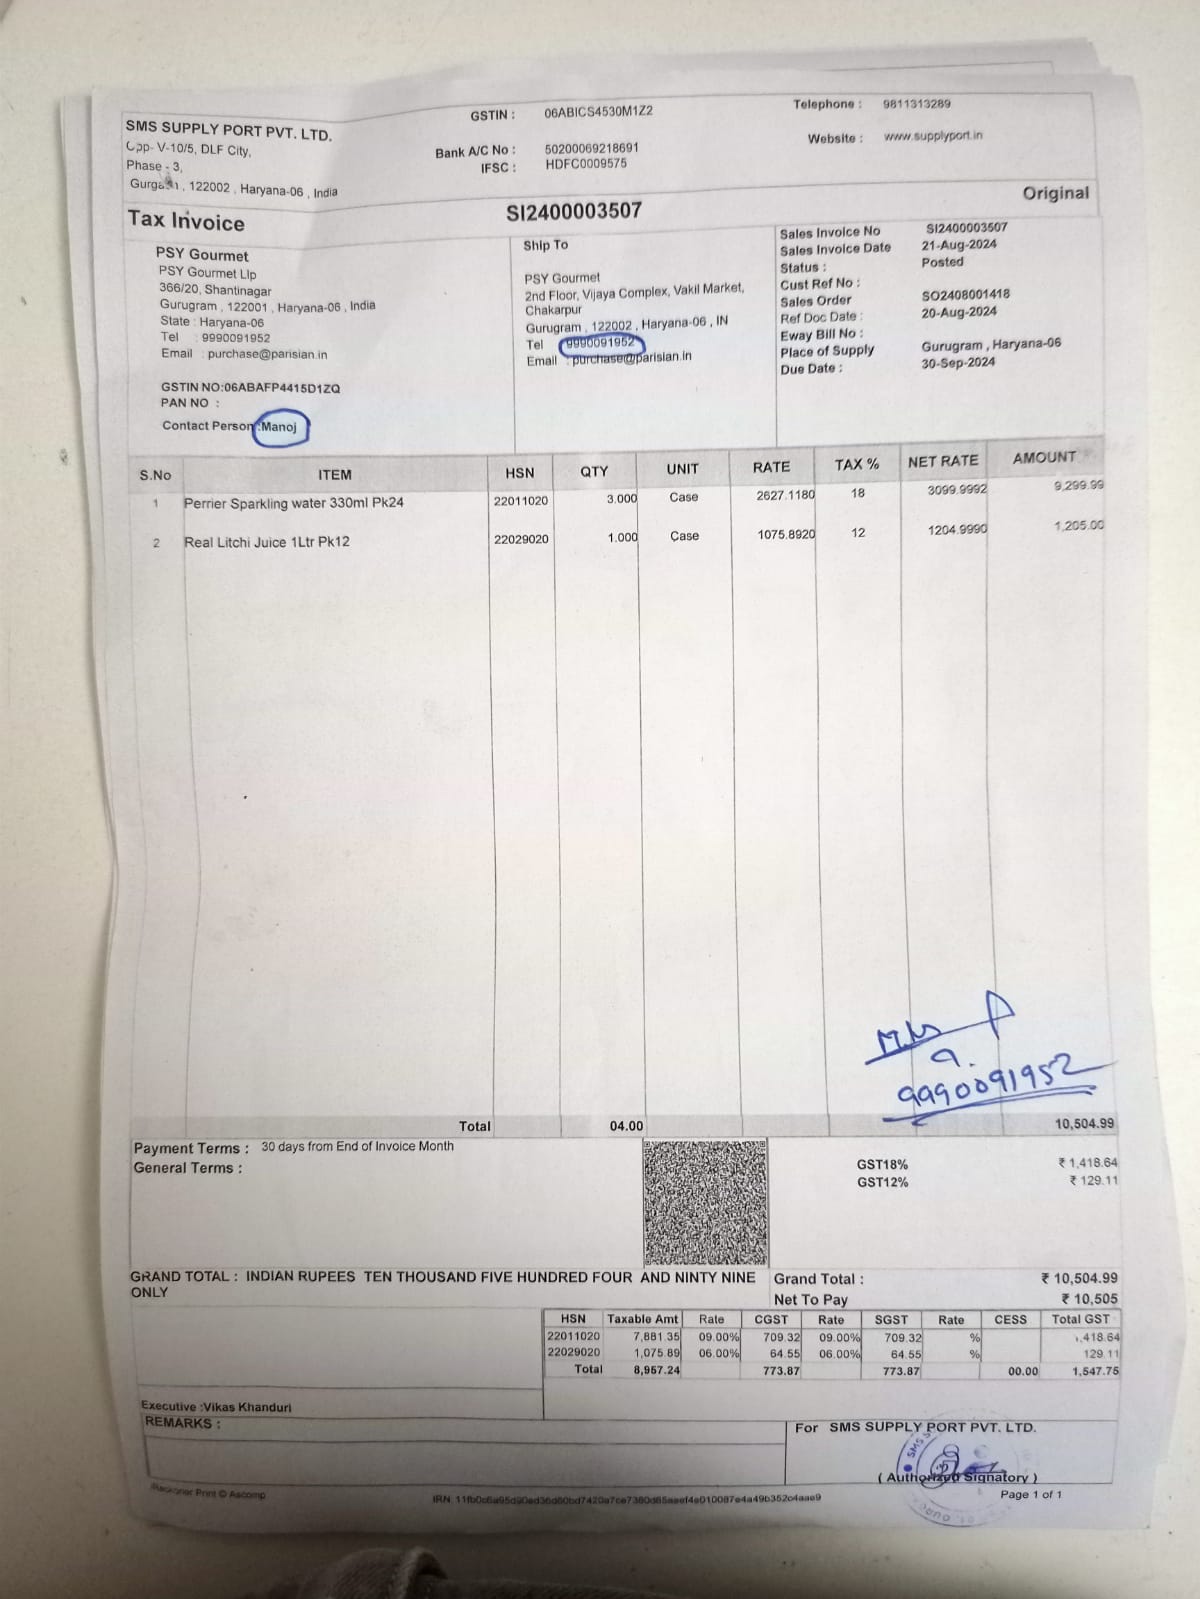 SMS SUPPLY PORT PVT. LTD.
Opp- V-10/5, DLF City,
Phase - 3,
Gurgaon , 122002 , Haryana-06 , India
GSTIN : 06ABICS4530M1Z2
Bank A/C No : 50200069218691
IFSC : HDFC0009575
Telephone : 9811313289
Website : www.supplyport.in
Original
Tax Invoice
SI2400003507
PSY Gourmet
PSY Gourmet Llp
366/20, Shantinagar
Gurugram , 122001 , Haryana-06 , India
State : Haryana-06
Tel : 9990091952
Email : purchase@parisian.in
GSTIN NO:06ABAFP4415D1ZQ
PAN NO :
Contact Person :Manoj
Ship To
PSY Gourmet
2nd Floor, Vijaya Complex, Vakil Market,
Chakarpur
Gurugram , 122002 , Haryana-06 , IN
Tel 9990091952
Email : purchase@parisian.in
Sales Invoice No SI2400003507
Sales Invoice Date 21-Aug-2024
Status : Posted
Cust Ref No :
Sales Order SO2408001418
Ref Doc Date : 20-Aug-2024
Eway Bill No :
Place of Supply Gurugram , Haryana-06
Due Date : 30-Sep-2024
S.No ITEM HSN QTY UNIT RATE TAX % NET RATE AMOUNT
1 Perrier Sparkling water 330ml Pk24 22011020 3.000 Case 2627.1180 18 3099.9992 9,299.99
2 Real Litchi Juice 1Ltr Pk12 22029020 1.000 Case 1075.8920 12 1204.9990 1,205.00
9990091952
Total 04.00 10,504.99
Payment Terms : 30 days from End of Invoice Month
General Terms :
GST18% ₹ 1,418.64
GST12% ₹ 129.11
GRAND TOTAL : INDIAN RUPEES TEN THOUSAND FIVE HUNDRED FOUR AND NINTY NINE
ONLY
Grand Total : ₹ 10,504.99
Net To Pay ₹ 10,505
HSN Taxable Amt Rate CGST Rate SGST Rate CESS Total GST
22011020 7,881.35 09.00% 709.32 09.00% 709.32 % 1,418.64
22029020 1,075.89 06.00% 64.55 06.00% 64.55 % 129.11
Total 8,957.24 773.87 773.87 00.00 1,547.75
Executive :Vikas Khanduri
REMARKS :
For SMS SUPPLY PORT PVT. LTD.
( Authorized Signatory )
Reckoner Print © Ascomp
Page 1 of 1